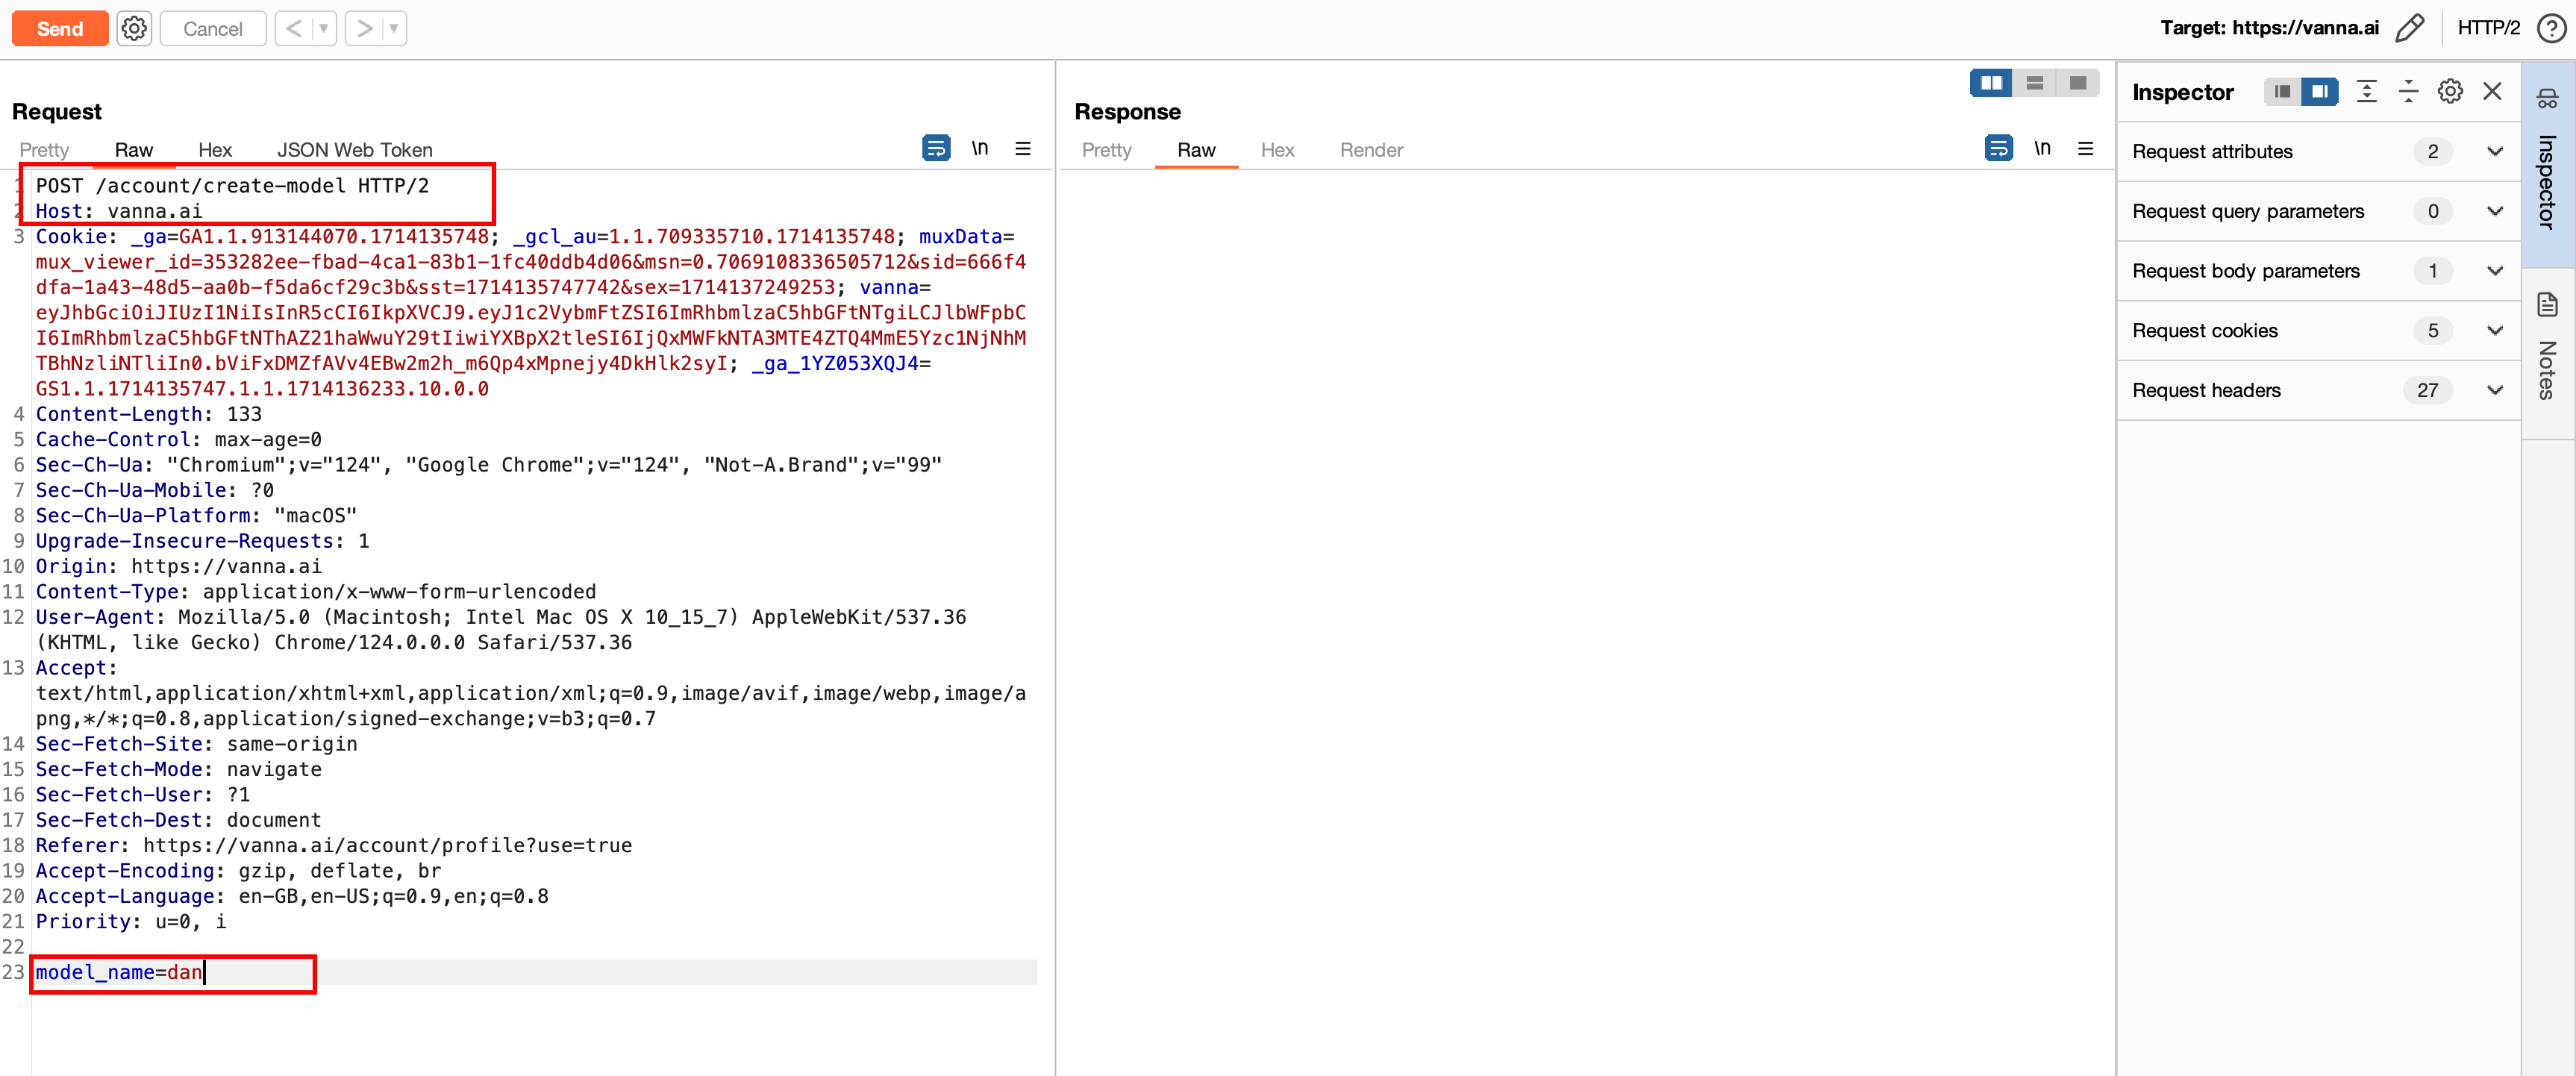 Send
Cancel
Target: https://vanna.ai
HTTP/2
Request
Pretty
Raw
Hex
JSON Web Token
\n
1 POST /account/create-model HTTP/2
2 Host: vanna.ai
3 Cookie: _ga=GA1.1.913144070.1714135748; _gcl_au=1.1.709335710.1714135748; muxData=
mux_viewer_id=353282ee-fbad-4ca1-83b1-1fc40ddb4d06&msn=0.7069108336505712&sid=666f4
dfa-1a43-48d5-aa0b-f5da6cf29c3b&sst=1714135747742&sex=1714137249253; vanna=
eyJhbGciOiJIUzI1NiIsInR5cCI6IkpXVCJ9.eyJ1c2VybmFtZSI6ImRhbmlzaC5hbGFtNTgiLCJlbWFpbC
I6ImRhbmlzaC5hbGFtNThAZ21haWwuY29tIiwiYXBpX2tleSI6IjQxMWFkNTA3MTE4ZTQ4MmE5Yzc1NjNhM
TBhNzliNTliIn0.bViFxDMZfAVv4EBw2m2h_m6Qp4xMpnejy4DkHlk2syI; _ga_1YZ053XQJ4=
GS1.1.1714135747.1.1.1714136233.10.0.0
4 Content-Length: 133
5 Cache-Control: max-age=0
6 Sec-Ch-Ua: "Chromium";v="124", "Google Chrome";v="124", "Not-A.Brand";v="99"
7 Sec-Ch-Ua-Mobile: ?0
8 Sec-Ch-Ua-Platform: "macOS"
9 Upgrade-Insecure-Requests: 1
10 Origin: https://vanna.ai
11 Content-Type: application/x-www-form-urlencoded
12 User-Agent: Mozilla/5.0 (Macintosh; Intel Mac OS X 10_15_7) AppleWebKit/537.36
(KHTML, like Gecko) Chrome/124.0.0.0 Safari/537.36
13 Accept:
text/html,application/xhtml+xml,application/xml;q=0.9,image/avif,image/webp,image/a
png,*/*;q=0.8,application/signed-exchange;v=b3;q=0.7
14 Sec-Fetch-Site: same-origin
15 Sec-Fetch-Mode: navigate
16 Sec-Fetch-User: ?1
17 Sec-Fetch-Dest: document
18 Referer: https://vanna.ai/account/profile?use=true
19 Accept-Encoding: gzip, deflate, br
20 Accept-Language: en-GB,en-US;q=0.9,en;q=0.8
21 Priority: u=0, i
22
23 model_name=dan
Response
Pretty
Raw
Hex
Render
\n
Inspector
Request attributes 2
Request query parameters 0
Request body parameters 1
Request cookies 5
Request headers 27
Inspector
Notes